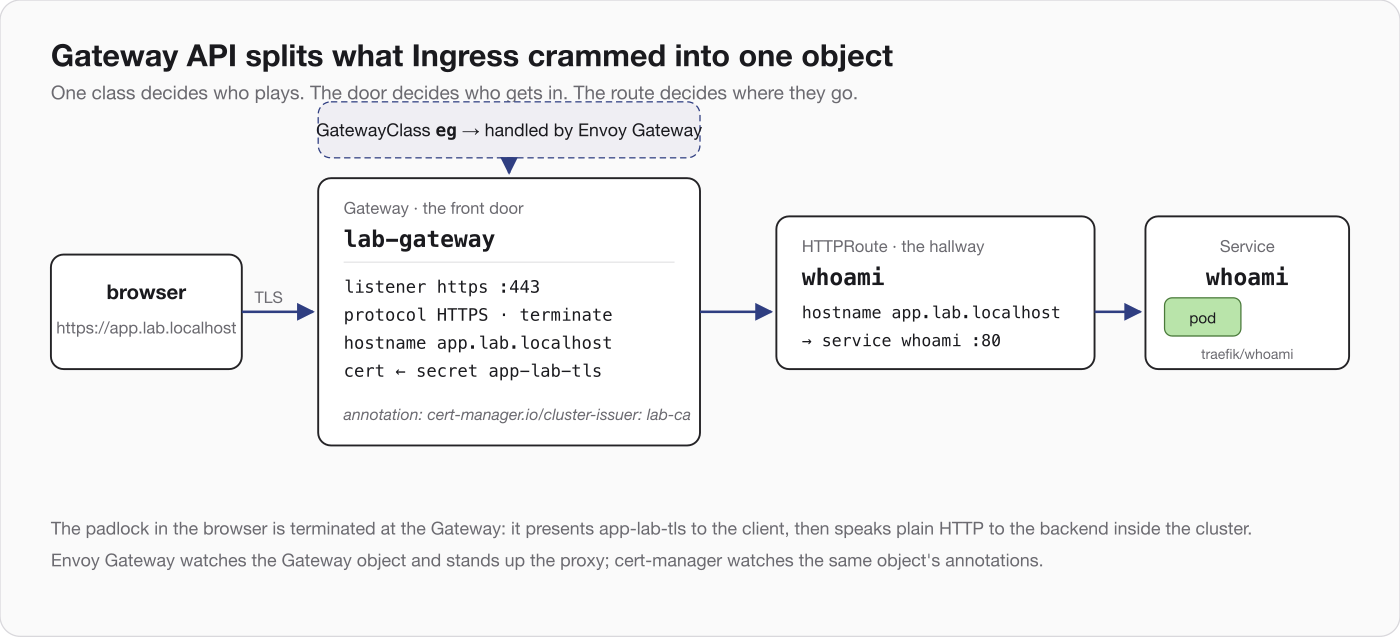 Gateway API splits what Ingress crammed into one object
One class decides who plays. The door decides who gets in. The route decides where they go.
GatewayClass eg → handled by Envoy Gateway
browser
https://app.lab.localhost
TLS
Gateway · the front door
lab-gateway
listener https :443
protocol HTTPS · terminate
hostname app.lab.localhost
cert ← secret app-lab-tls
annotation: cert-manager.io/cluster-issuer: lab-ca
HTTPRoute · the hallway
whoami
hostname app.lab.localhost
→ service whoami :80
Service
whoami
pod
traefik/whoami
The padlock in the browser is terminated at the Gateway: it presents app-lab-tls to the client, then speaks plain HTTP to the backend inside the cluster.
Envoy Gateway watches the Gateway object and stands up the proxy; cert-manager watches the same object's annotations.